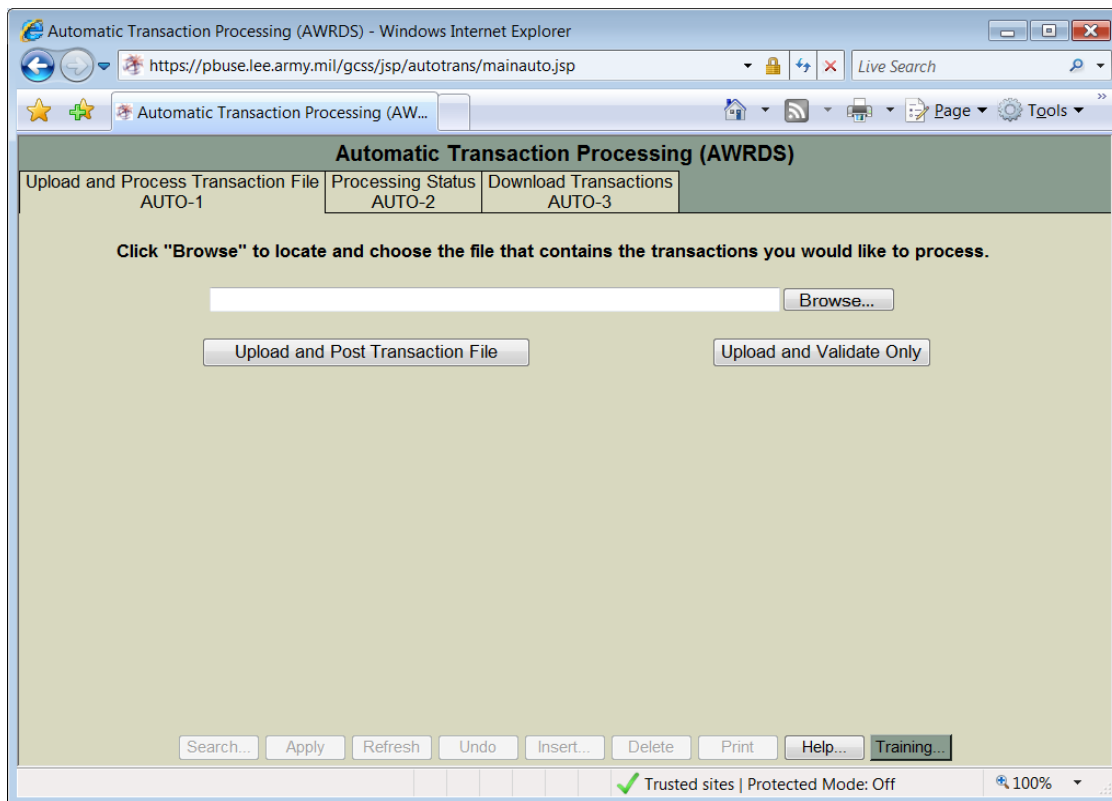 Automatic Transaction Processing (AWRDS) - Windows Internet Explorer
https://pbuse.lee.army.mil/gcss/jsp/autotrans/mainauto.jsp
Live Search
Automatic Transaction Processing (AW...
Page
Tools
»
Automatic Transaction Processing (AWRDS)
Upload and Process Transaction File Processing Status Download Transactions
AUTO-1 AUTO-2 AUTO-3
Click "Browse" to locate and choose the file that contains the transactions you would like to process.
Browse...
Upload and Post Transaction File Upload and Validate Only
Search... Apply Refresh Undo Insert... Delete Print Help... Training...
Trusted sites | Protected Mode: Off 100%